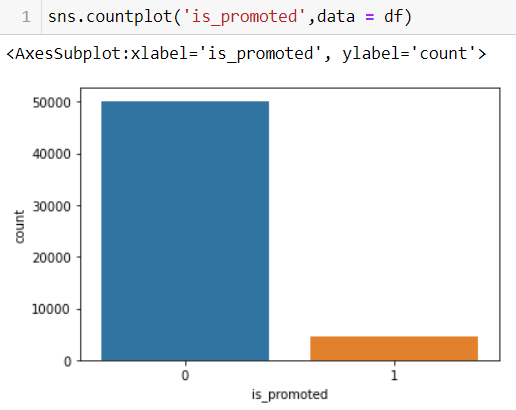 1 sns.countplot('is_promoted',data = df)
<AxesSubplot:xlabel='is_promoted', ylabel='count'>
50000
40000
30000
20000
10000
0
count
0 1
is_promoted